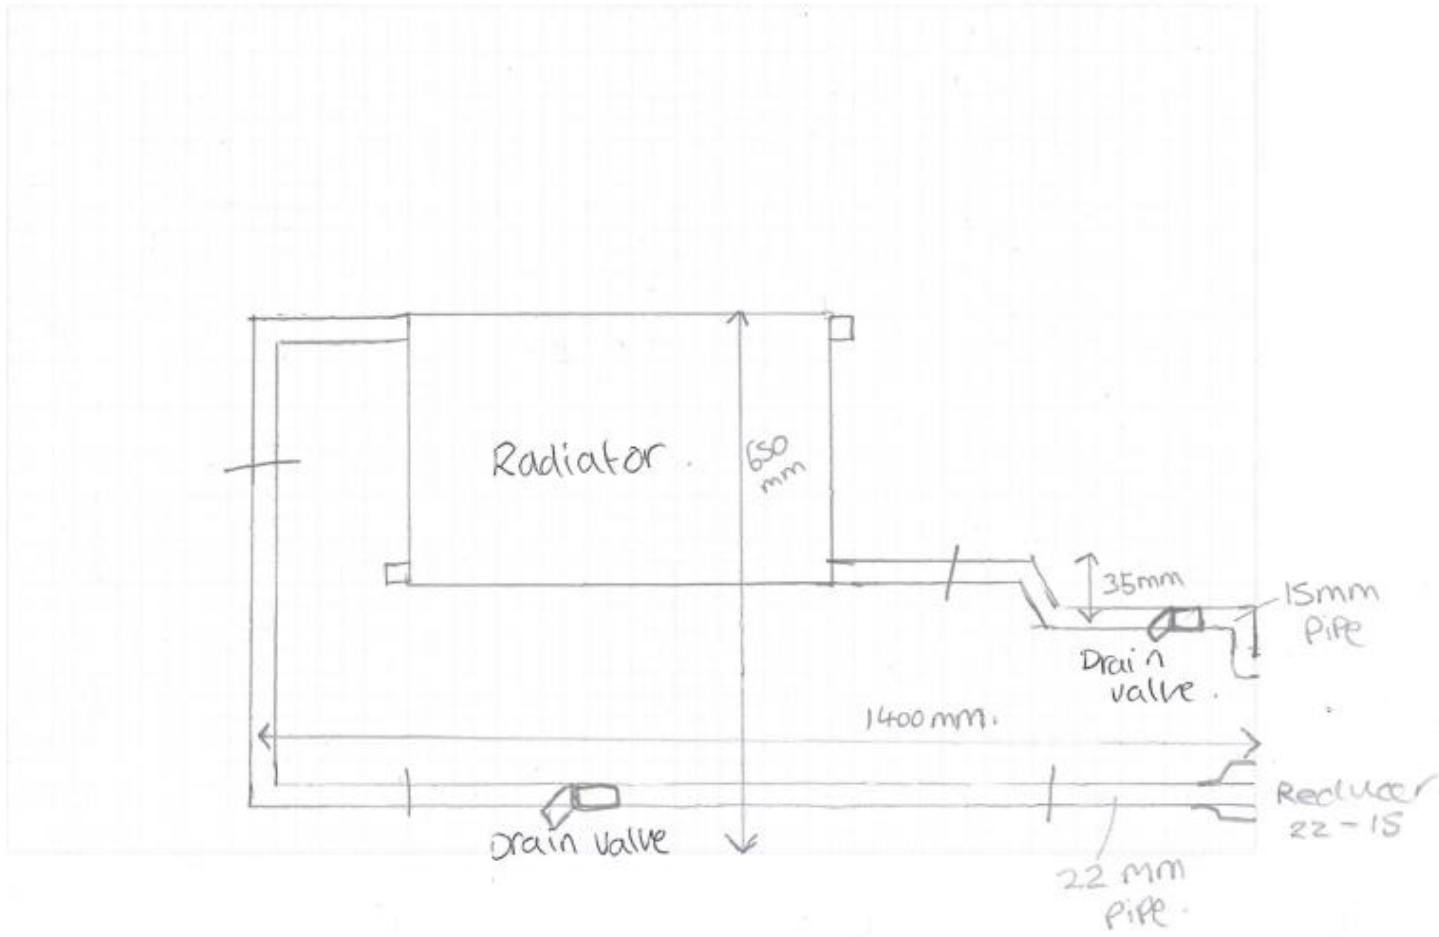 Radiator.
650
mm
35mm
15mm
Pipe
Drain
valve.
1400mm.
Drain valve
Reducer
22-15
22 mm
pipe.